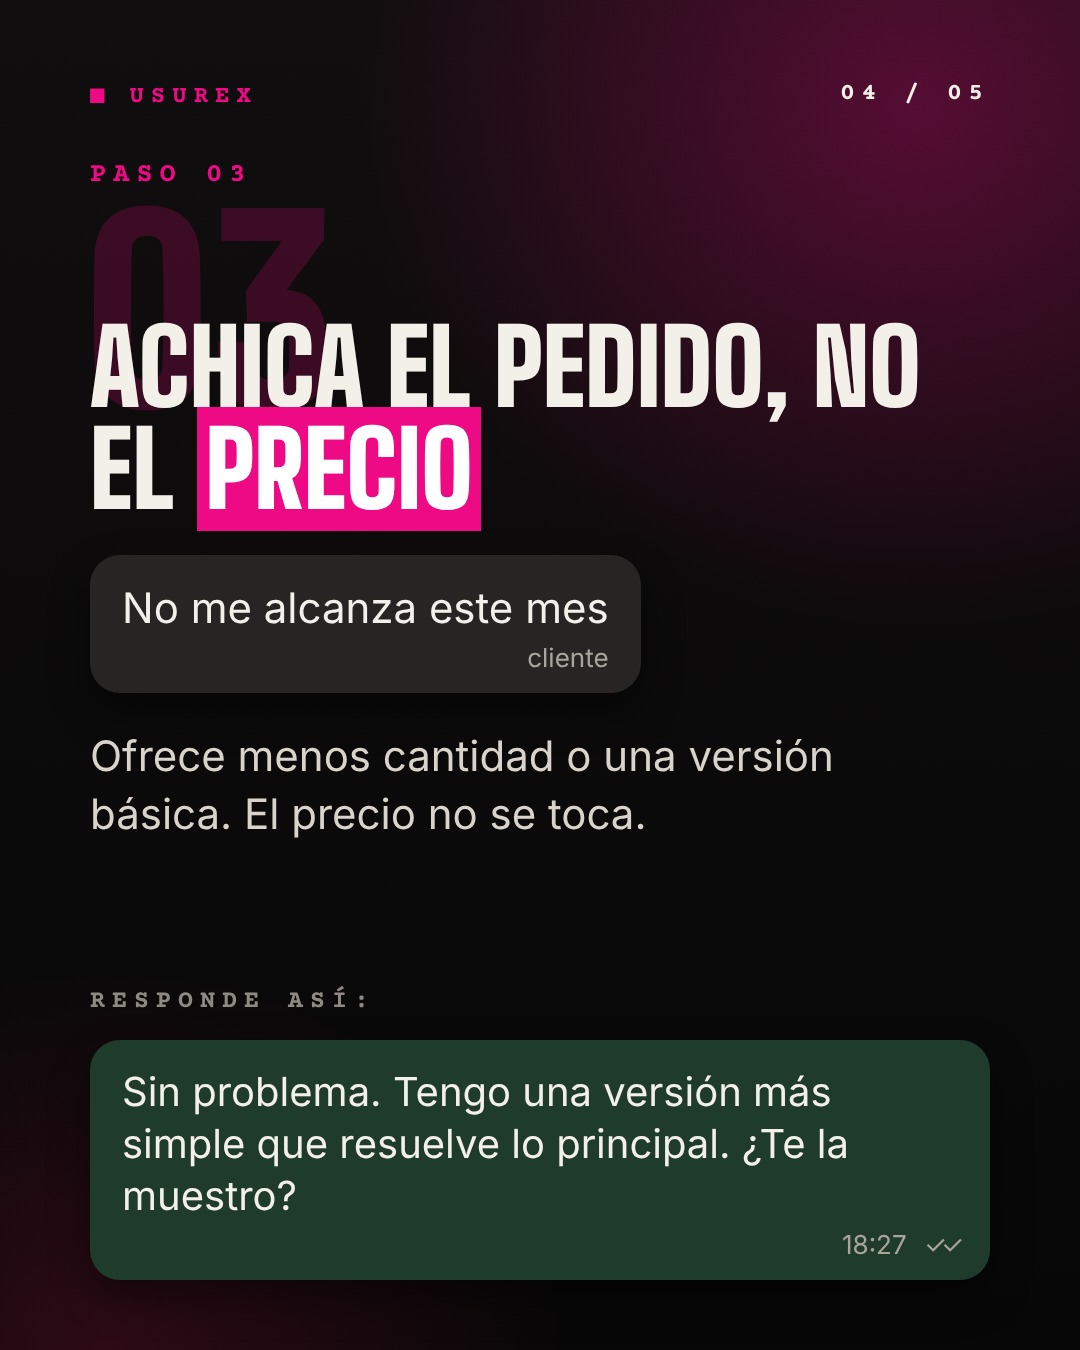 USUREX
04 / 05
PASO 03
03
ACHICA EL PEDIDO, NO
EL PRECIO
No me alcanza este mes
cliente
Ofrece menos cantidad o una versión
básica. El precio no se toca.
RESPONDE ASÍ:
Sin problema. Tengo una versión más
simple que resuelve lo principal. ¿Te la
muestro?
18:27